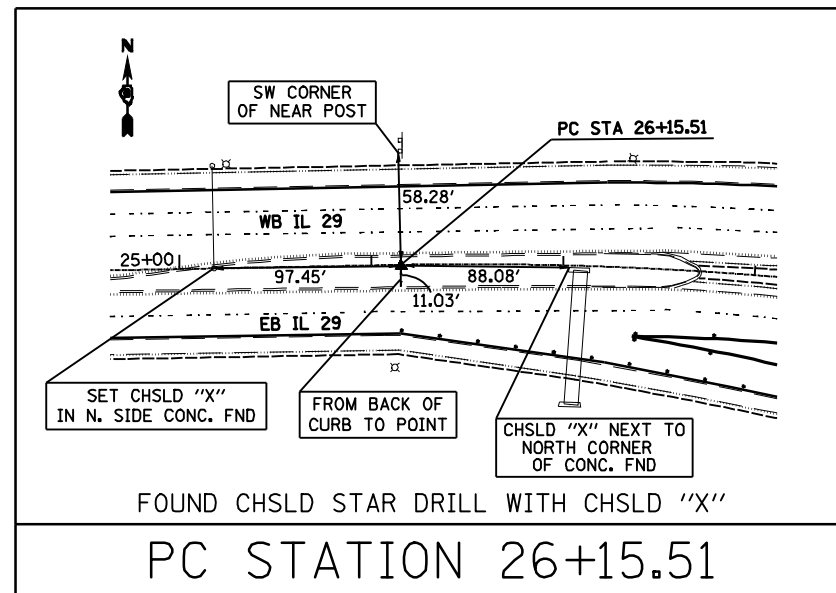 N
SW CORNER
OF NEAR POST
PC STA 26+15.51
58.28'
WB IL 29
25+00
97.45'
88.08'
11.03'
EB IL 29
SET CHSLD "X"
IN N. SIDE CONC. FND
FROM BACK OF
CURB TO POINT
CHSLD "X" NEXT TO
NORTH CORNER
OF CONC. FND
FOUND CHSLD STAR DRILL WITH CHSLD "X"
PC STATION 26+15.51